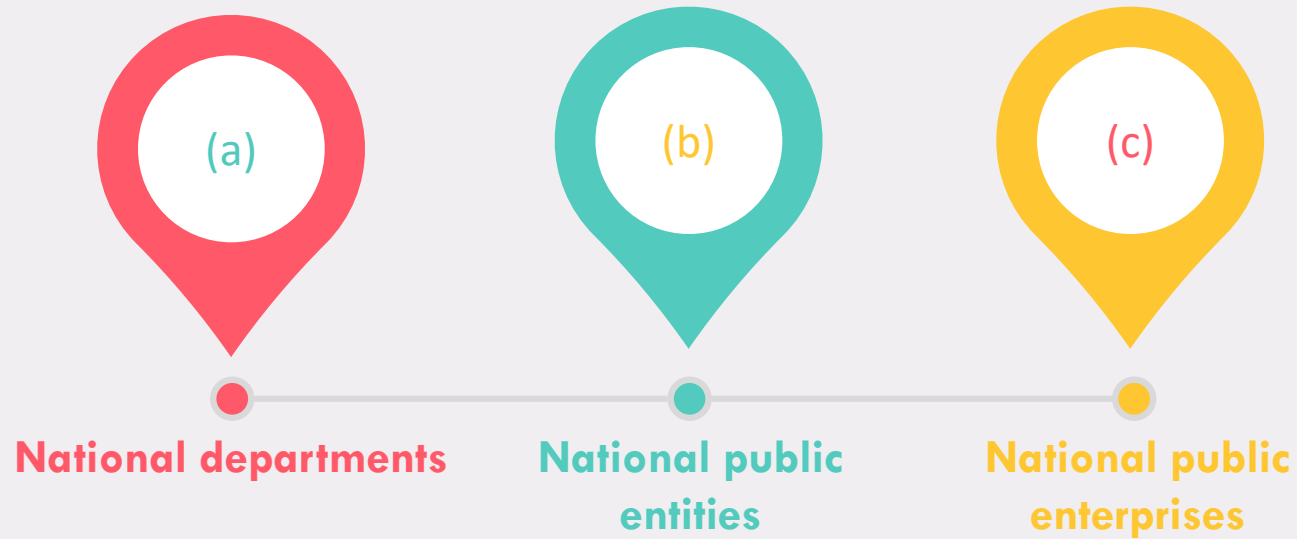 (a)
(b)
(c)
National departments
National public
entities
National public
enterprises